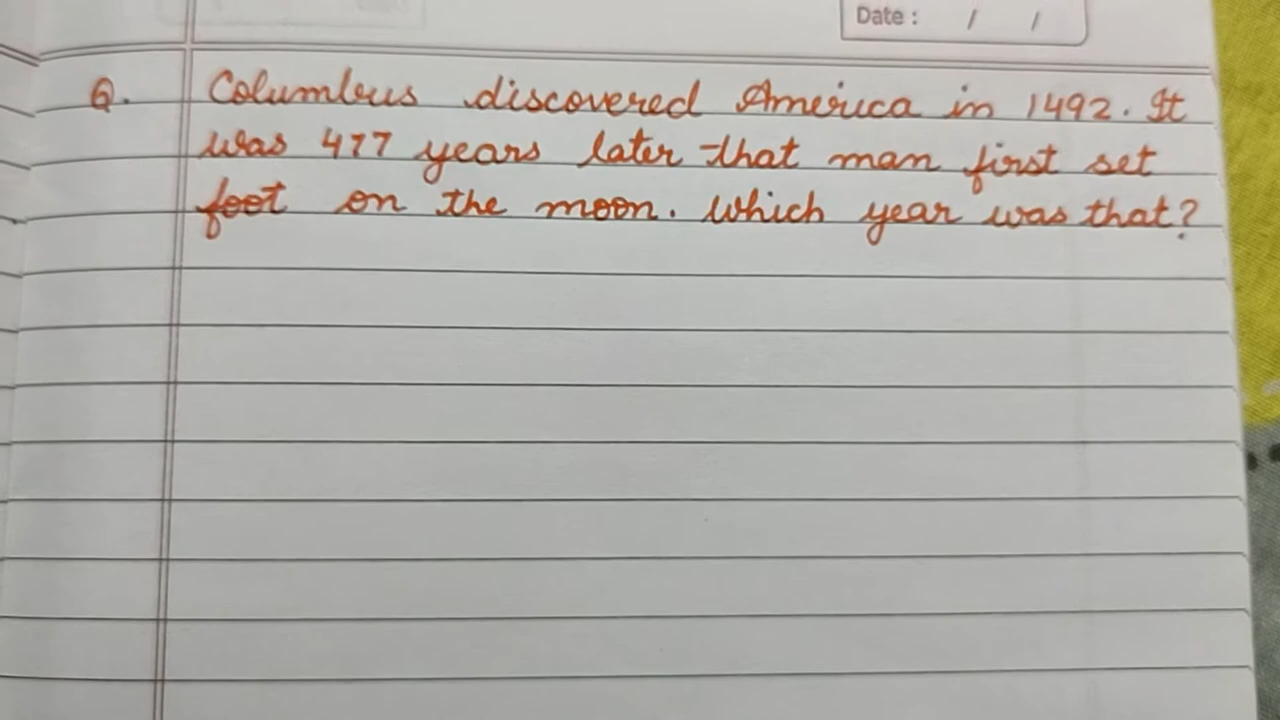 Date : / /
Q. Columbus discovered America in 1492. It
was 477 years later that man first set
foot on the moon. Which year was that?